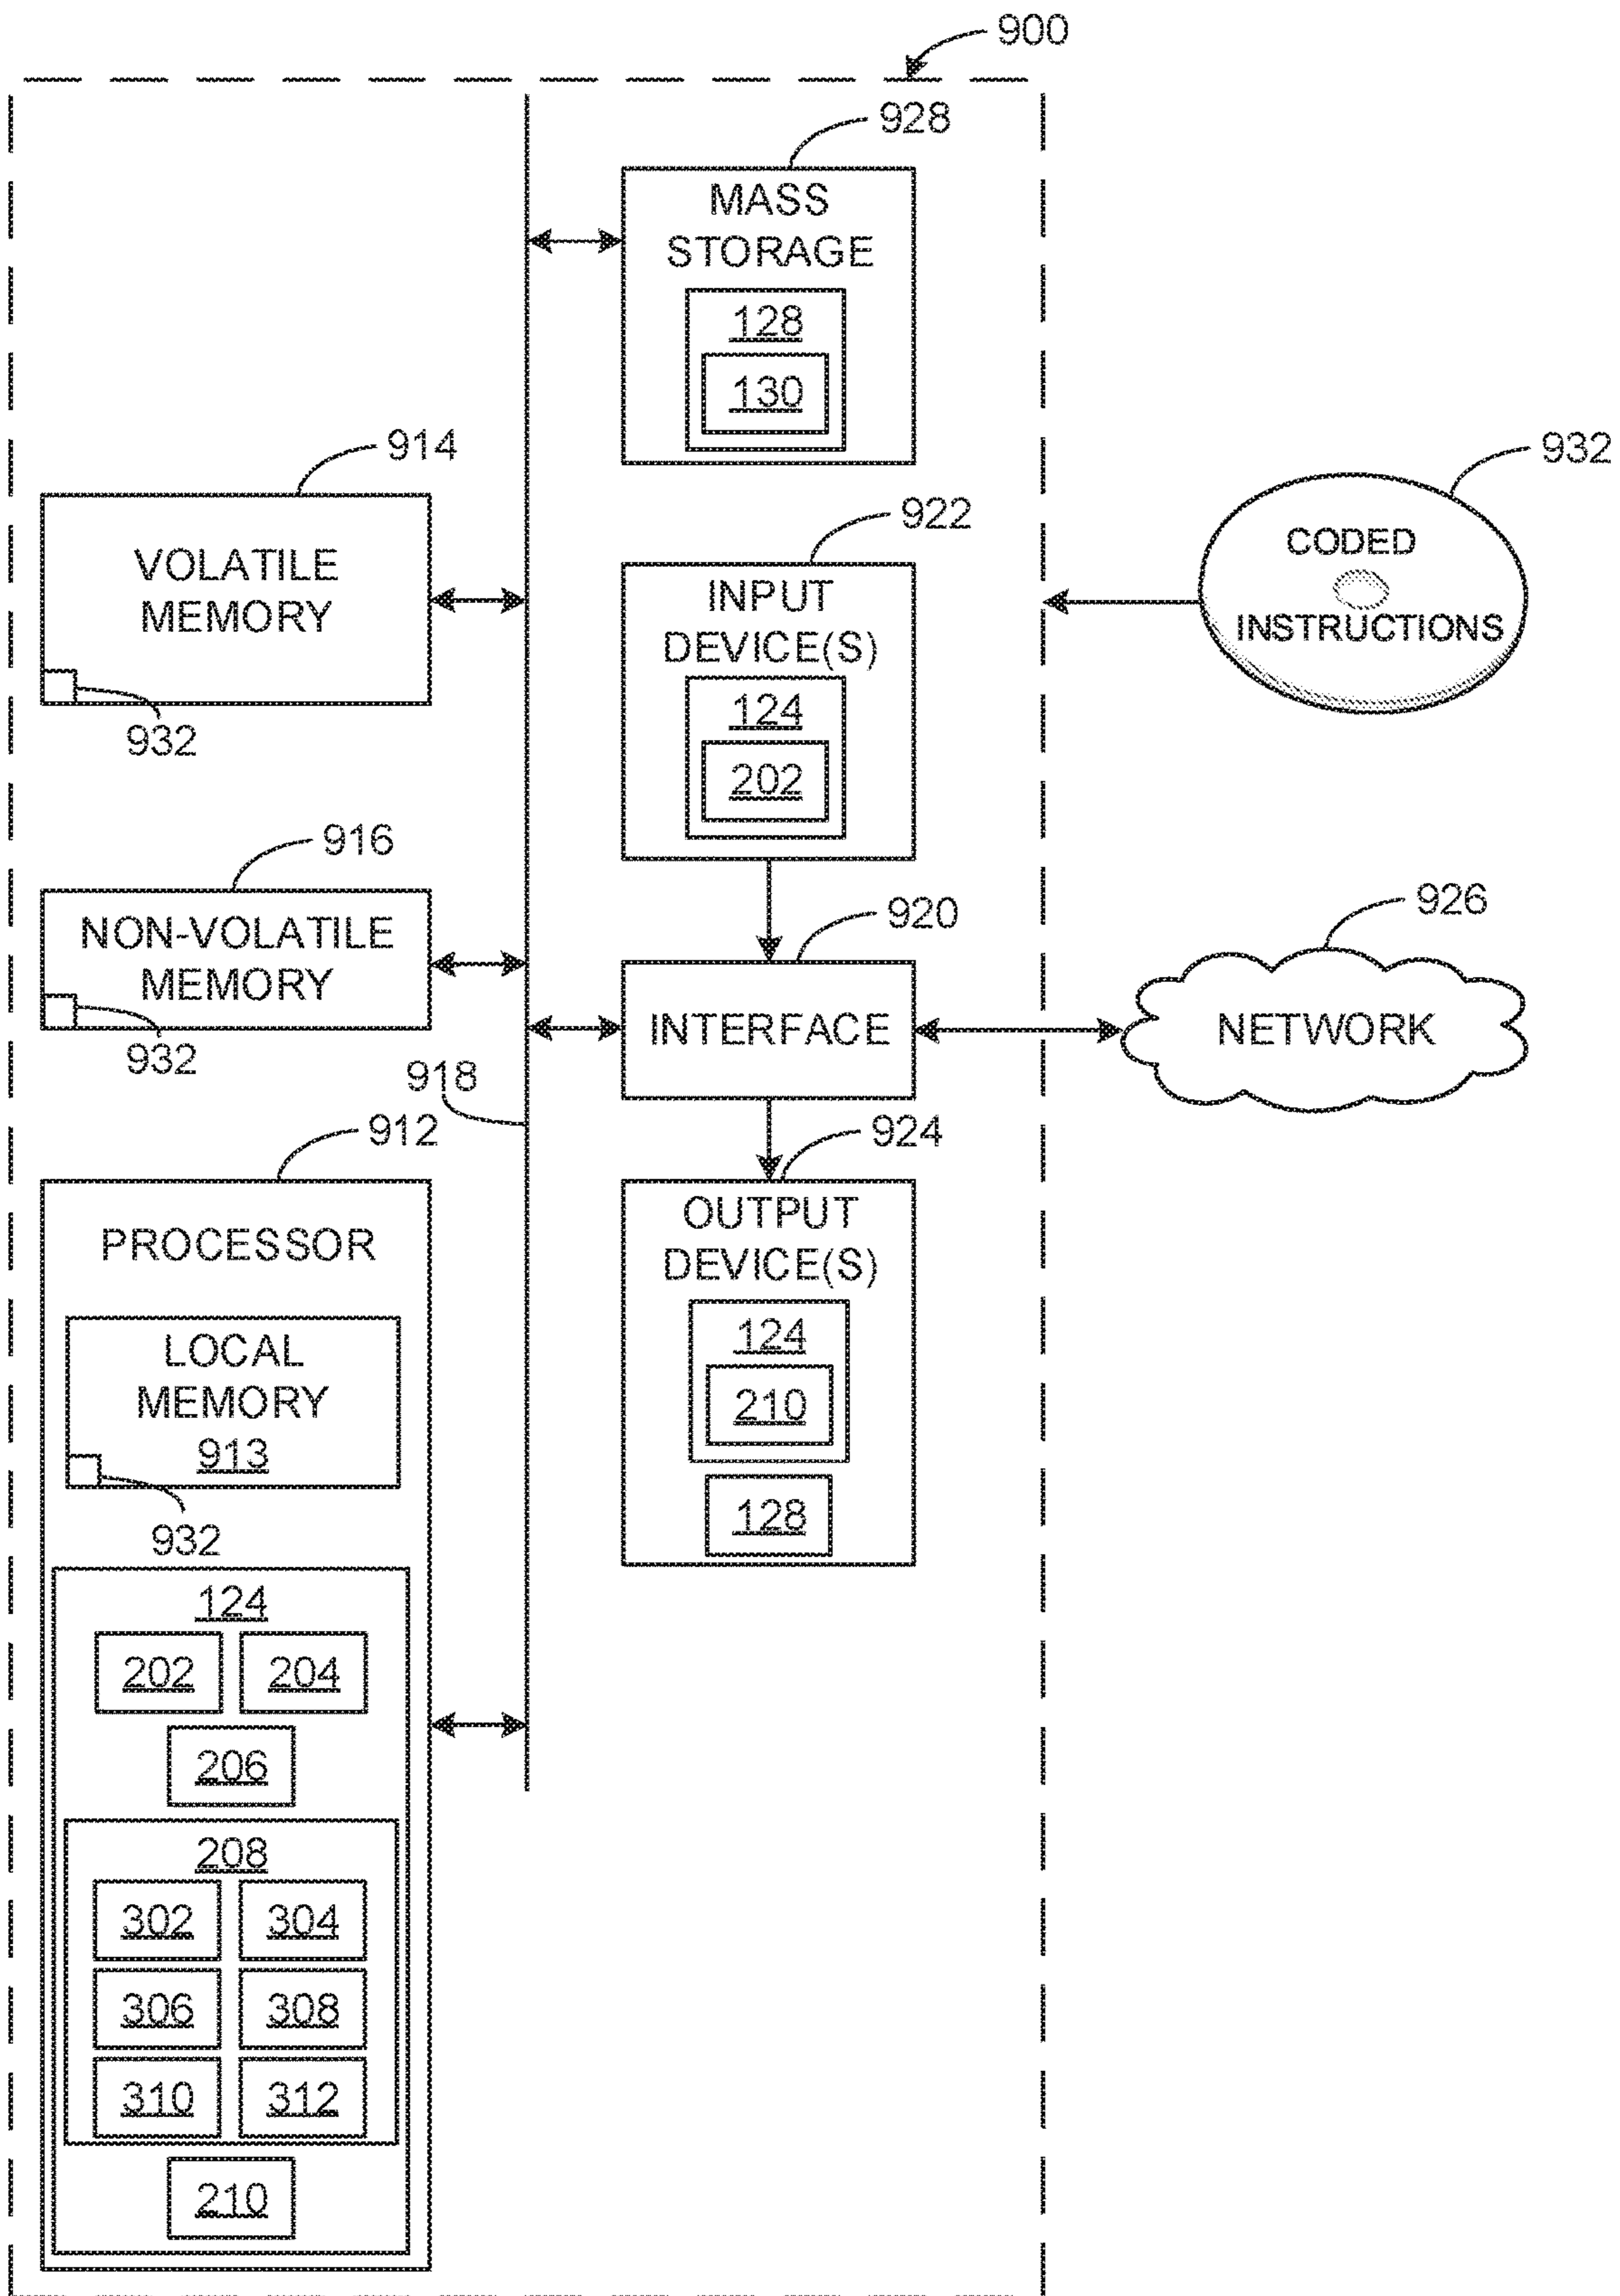 900
928
MASS
STORAGE
128
130
914
VOLATILE
MEMORY
932
922
INPUT
DEVICE(S)
124
202
932
CODED
INSTRUCTIONS
916
NON-VOLATILE
MEMORY
932
920
INTERFACE
926
NETWORK
918
912
PROCESSOR
LOCAL
MEMORY
913
932
924
OUTPUT
DEVICE(S)
124
210
128
124
202 204
206
208
302 304
306 308
310 312
210